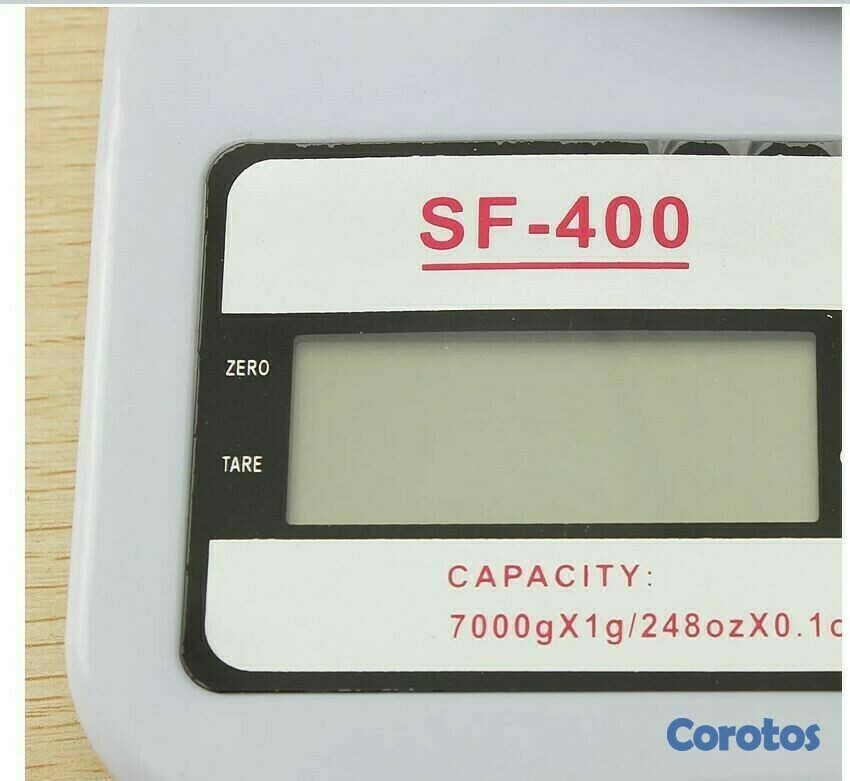 SF-400
ZERO
TARE
CAPACITY:
7000gX1g/248ozX0.1
Corotos